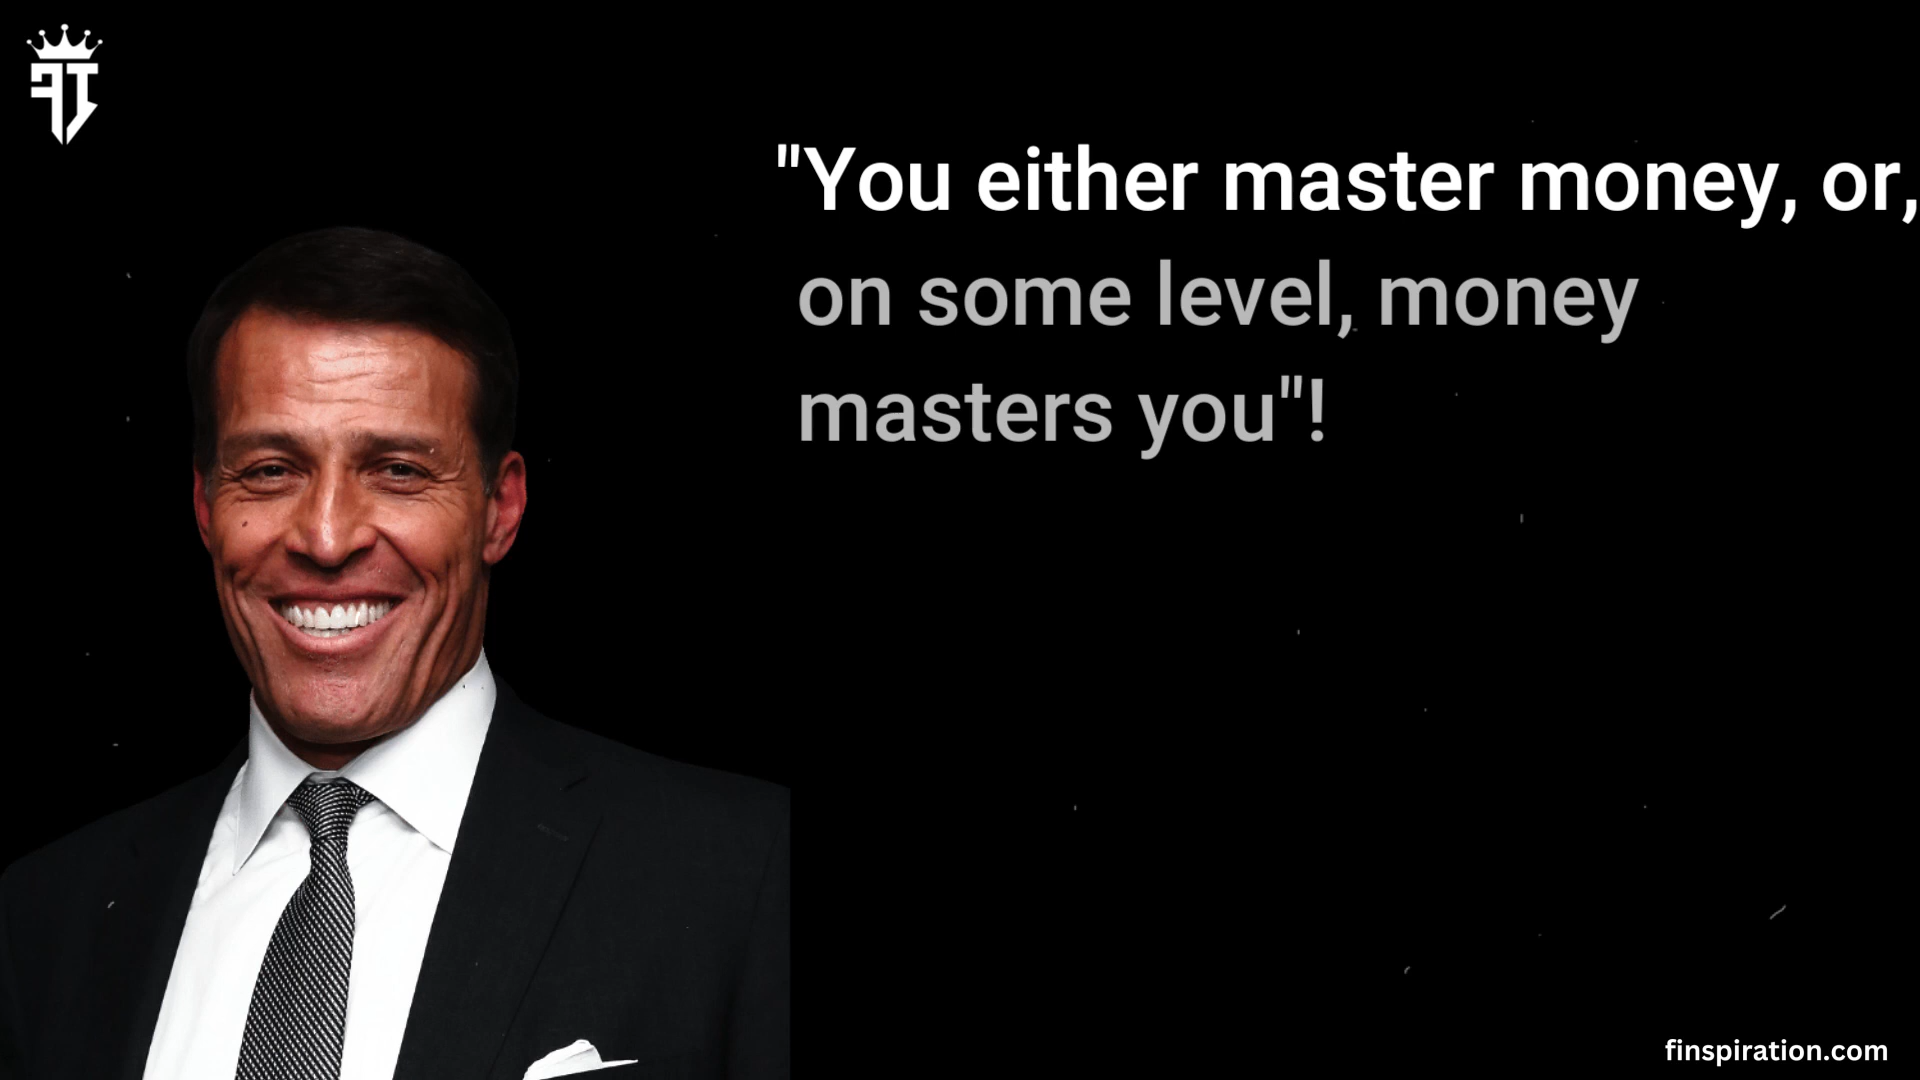 "You either master money, or,
on some level, money
masters you"!
finspiration.com